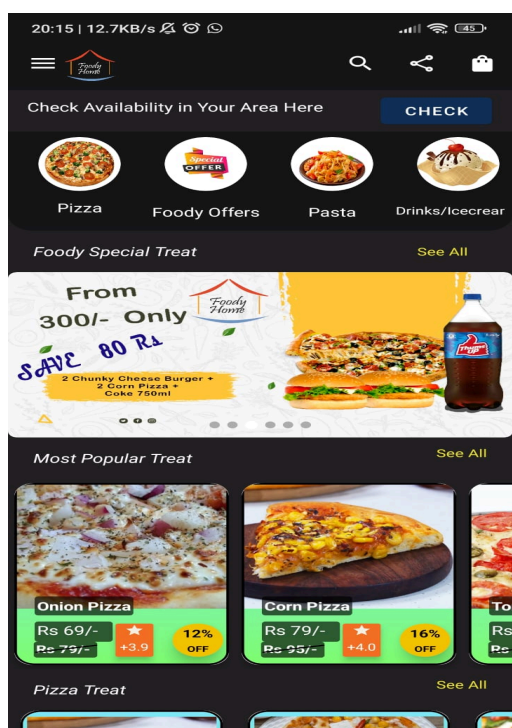 20:15 | 12.7KB/s
45
Foody
Home
Check Availability in Your Area Here
CHECK
Special
OFFER
Pizza
Foody Offers
Pasta
Drinks/Icecrear
Foody Special Treat
See All
From
300/- Only
SAVE 80 Rs
Foody
Home
2 Chunky Cheese Burger +
2 Corn Pizza +
Coke 750ml
Thums
Up
Most Popular Treat
See All
Onion Pizza
Rs 69/-
Rs 79/-
+3.9
12%
OFF
Corn Pizza
Rs 79/-
Rs 95/-
+4.0
16%
OFF
To
Rs
Rs
Pizza Treat
See All